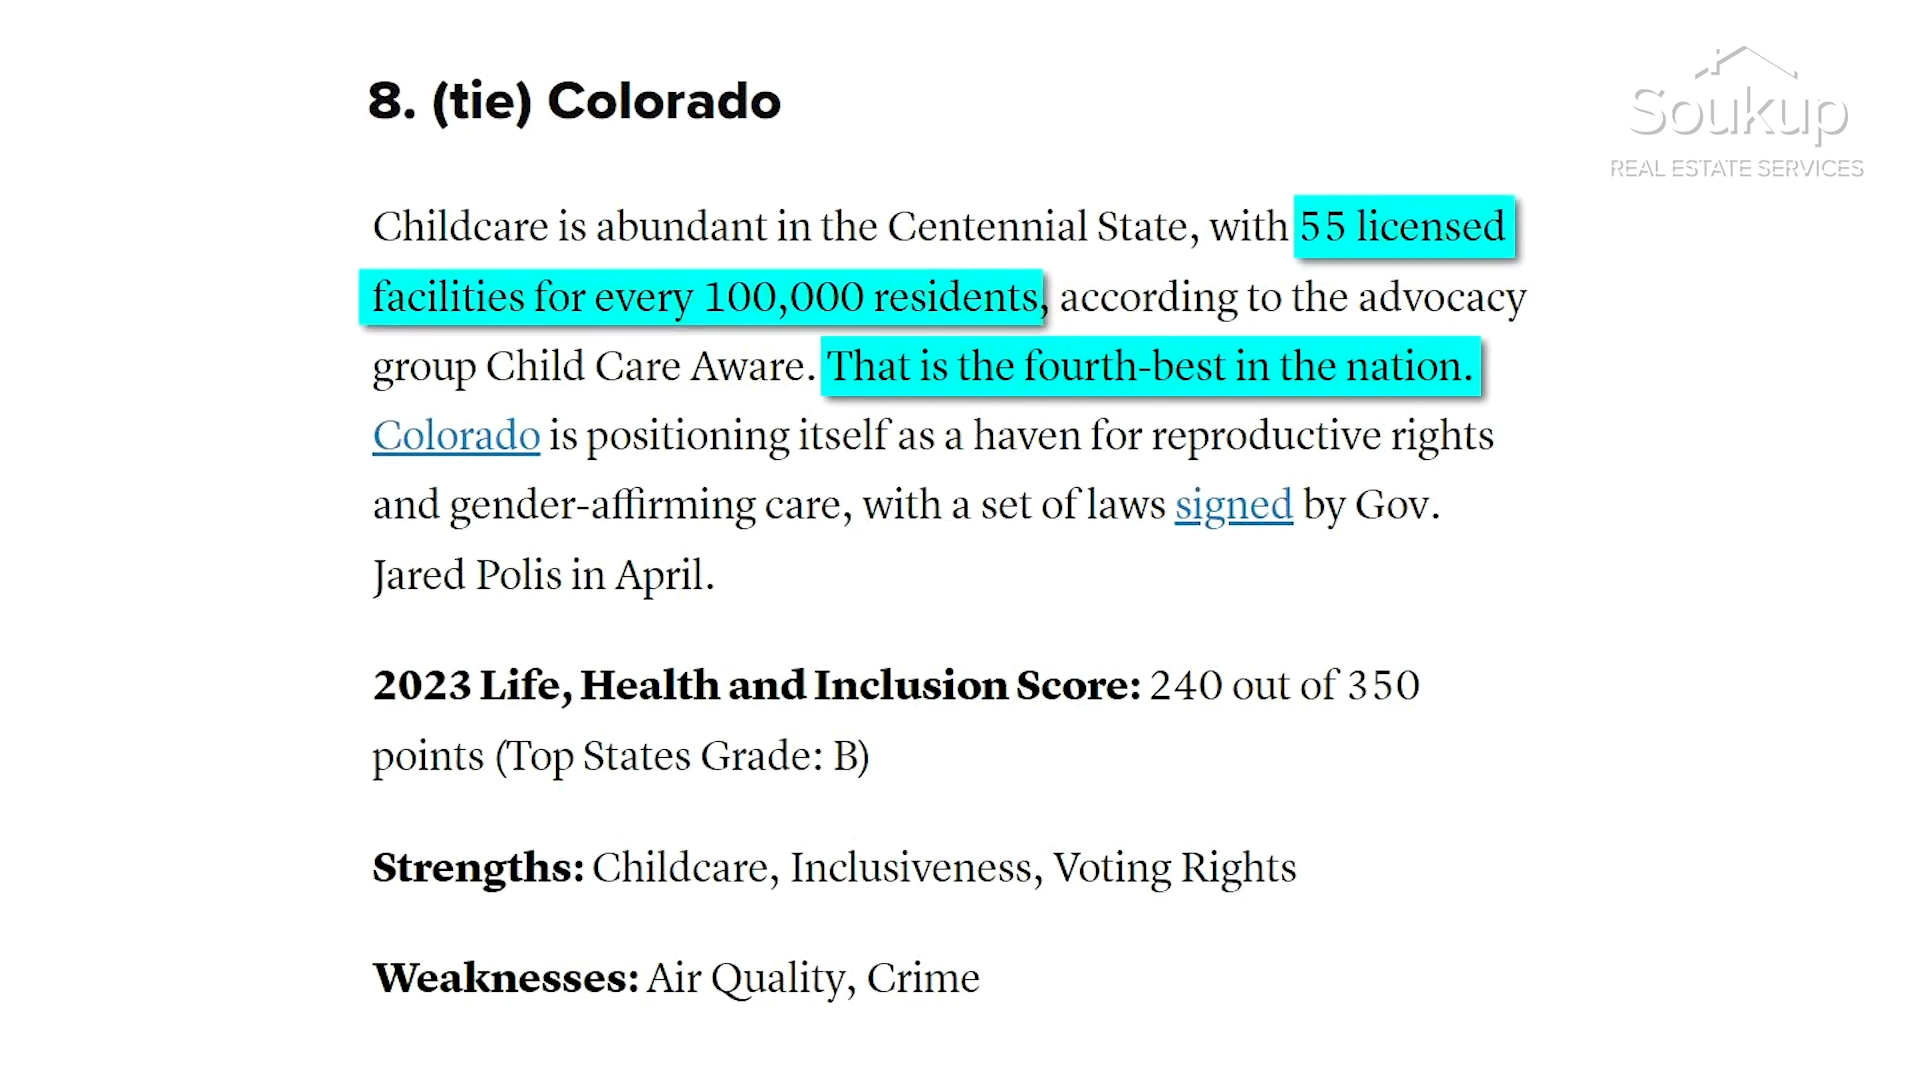 8. (tie) Colorado
Soukup
REAL ESTATE SERVICES
Childcare is abundant in the Centennial State, with 55 licensed
facilities for every 100,000 residents, according to the advocacy
group Child Care Aware. That is the fourth-best in the nation.
Colorado is positioning itself as a haven for reproductive rights
and gender-affirming care, with a set of laws signed by Gov.
Jared Polis in April.
2023 Life, Health and Inclusion Score: 240 out of 350
points (Top States Grade: B)
Strengths: Childcare, Inclusiveness, Voting Rights
Weaknesses: Air Quality, Crime